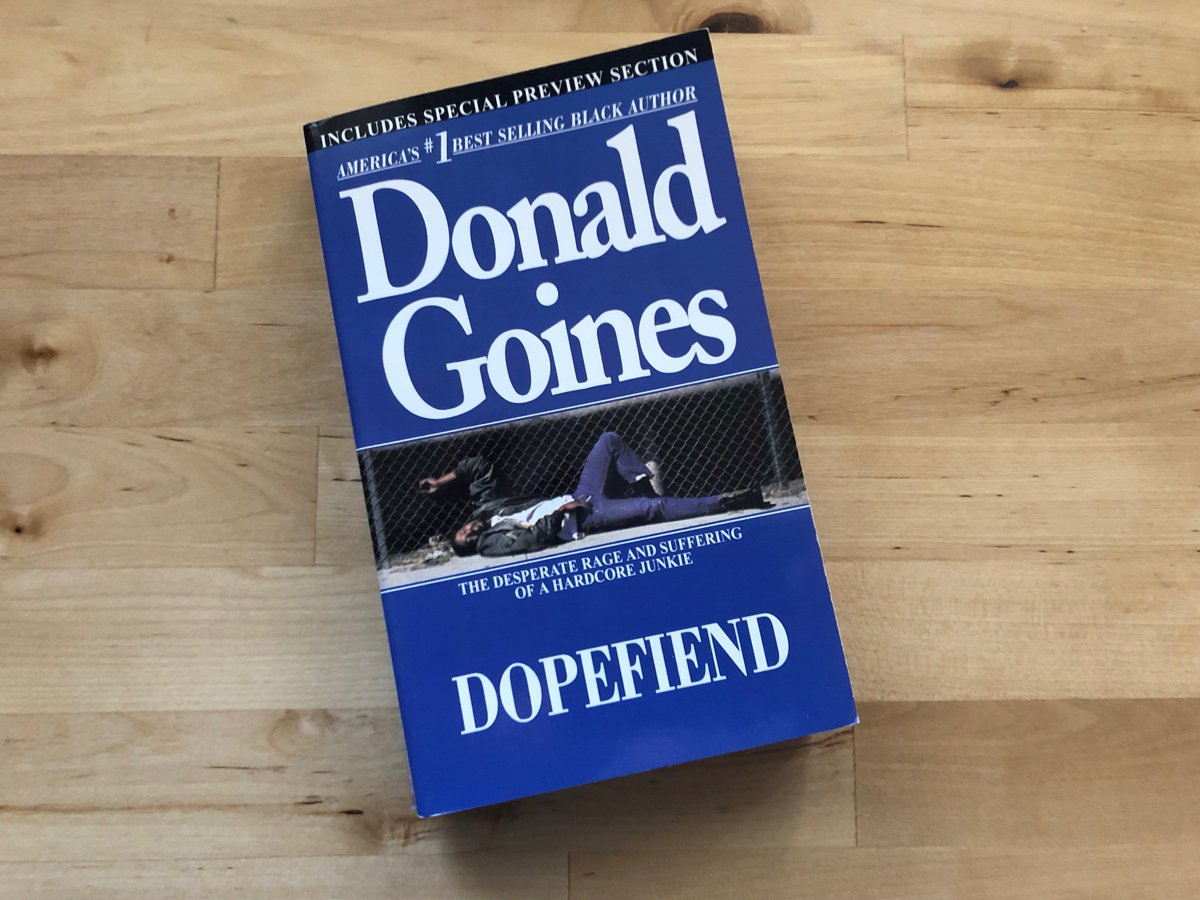 INCLUDES SPECIAL PREVIEW SECTION
AMERICA'S #1 BEST SELLING BLACK AUTHOR
Donald
Goines
THE DESPERATE RAGE AND SUFFERING
OF A HARDCORE JUNKIE
DOPEFIEND